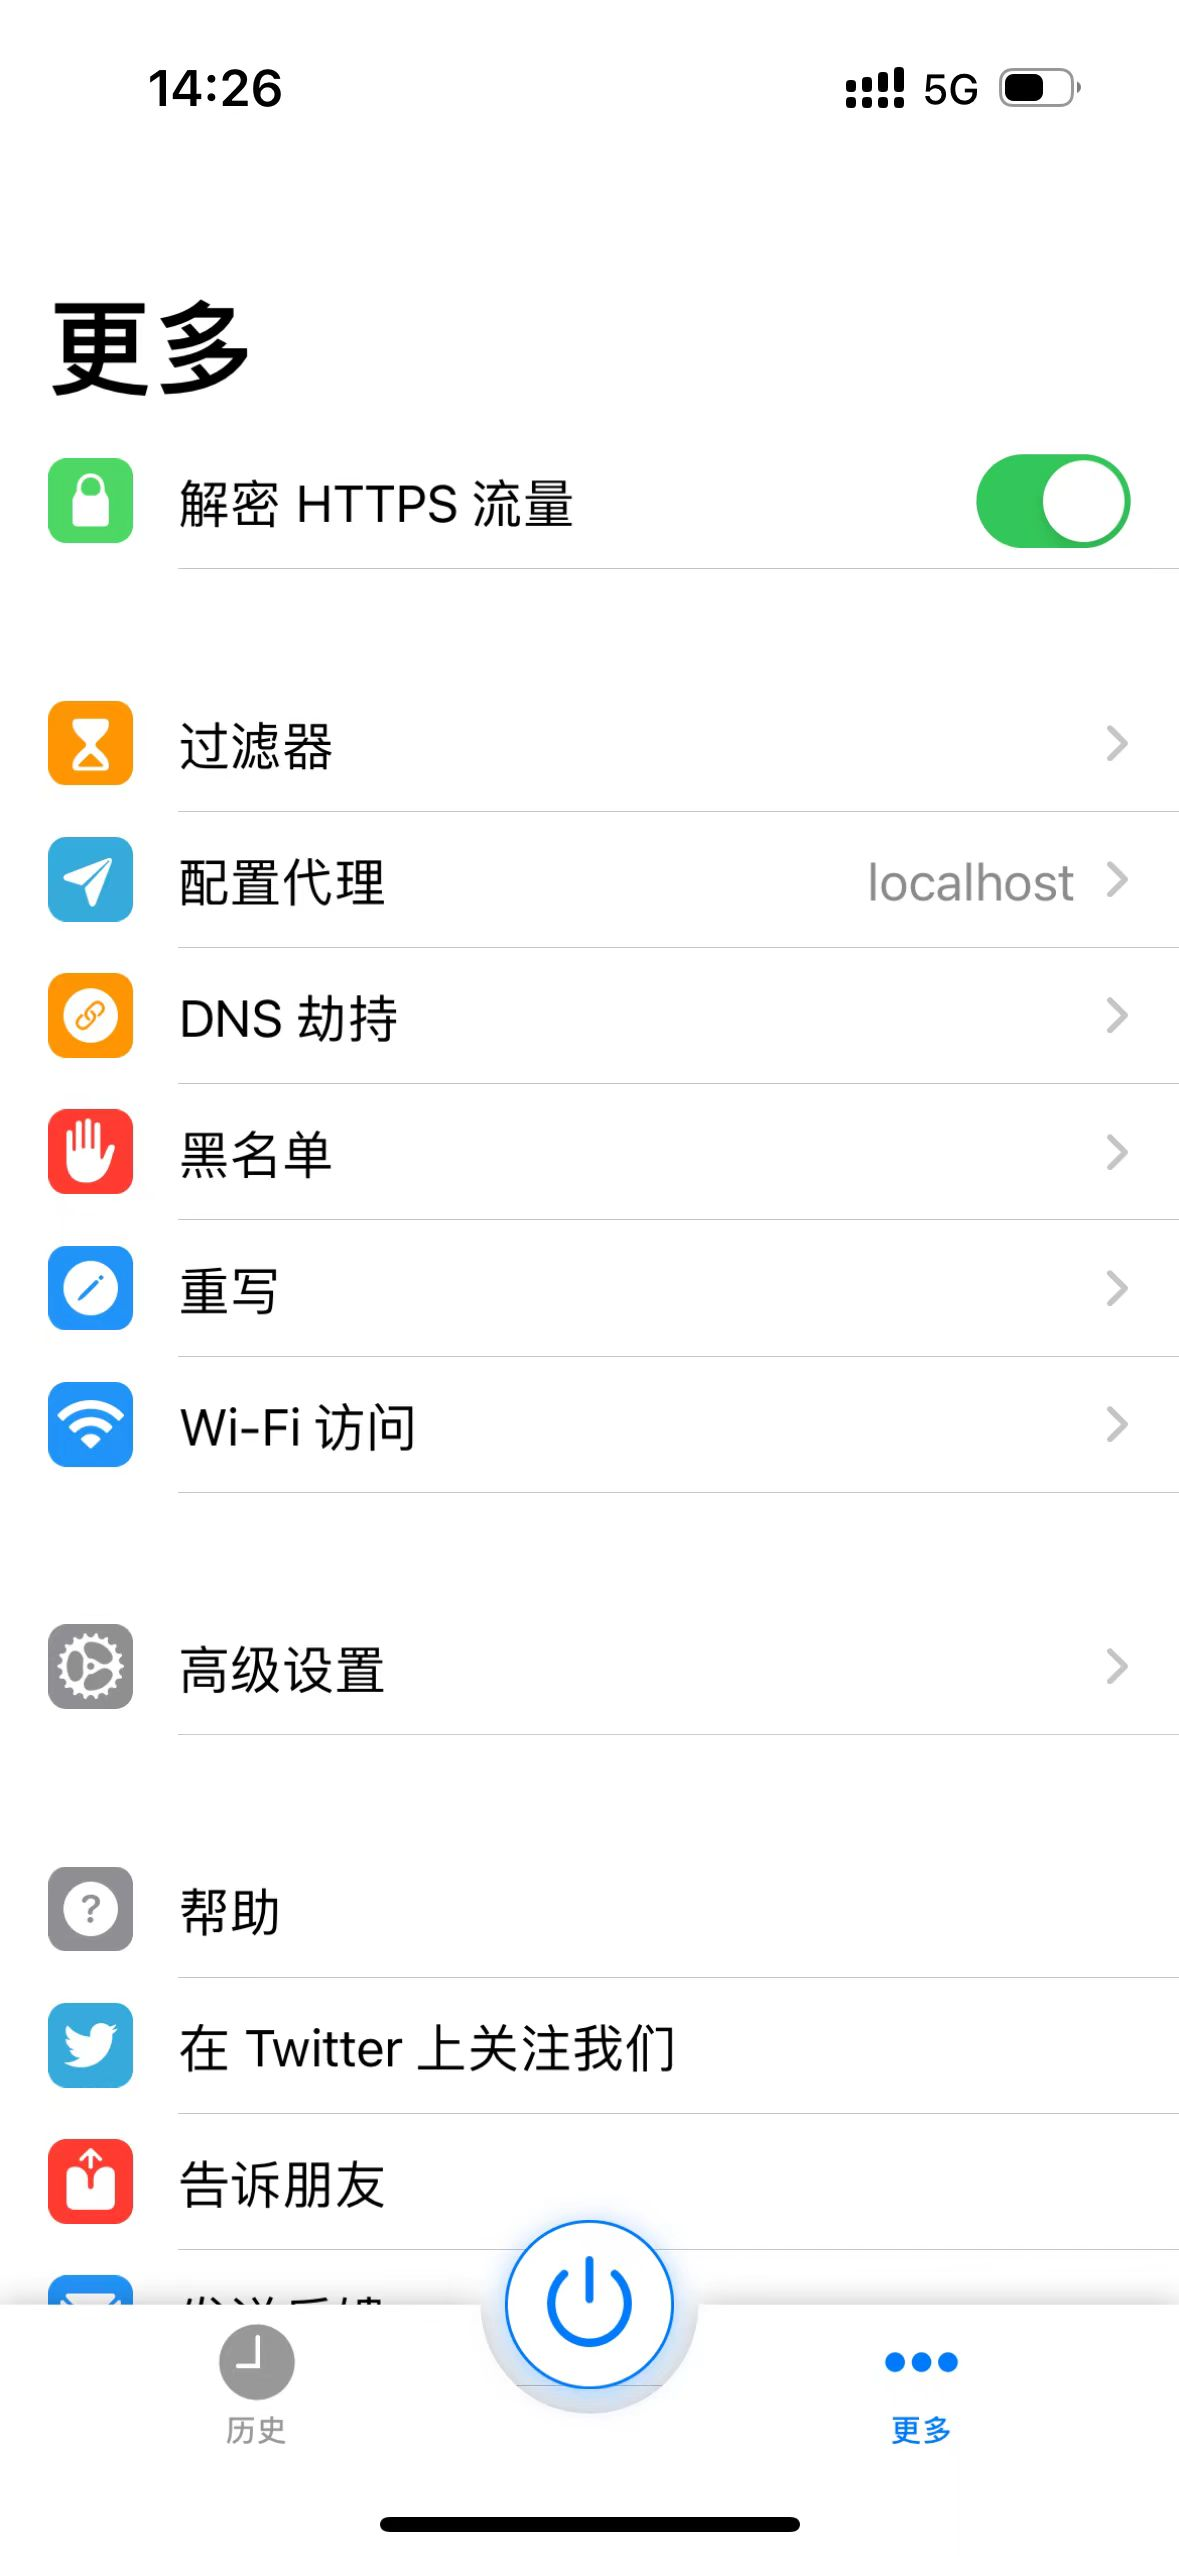 14:26
5G
更多
解密 HTTPS 流量
过滤器
配置代理 localhost
DNS 劫持
黑名单
重写
Wi-Fi 访问
高级设置
帮助
在 Twitter 上关注我们
告诉朋友
历史
更多